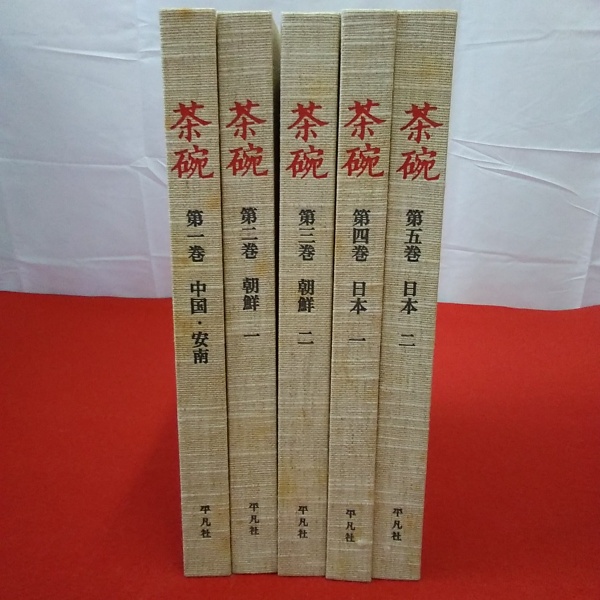 茶碗
第一巻 中国・安南
平凡社
茶碗
第二巻 朝鮮 一
平凡社
茶碗
第三巻 朝鮮 二
平凡社
茶碗
第四巻 日本 一
平凡社
茶碗
第五巻 日本 二
平凡社